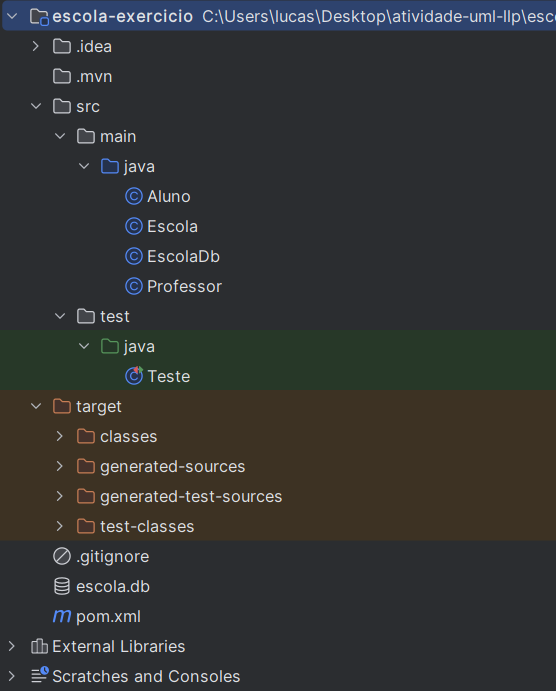 escola-exercicio C:\Users\lucas\Desktop\atividade-uml-llp\esc
.idea
.mvn
src
main
java
Aluno
Escola
EscolaDb
Professor
test
java
Teste
target
classes
generated-sources
generated-test-sources
test-classes
.gitignore
escola.db
pom.xml
External Libraries
Scratches and Consoles